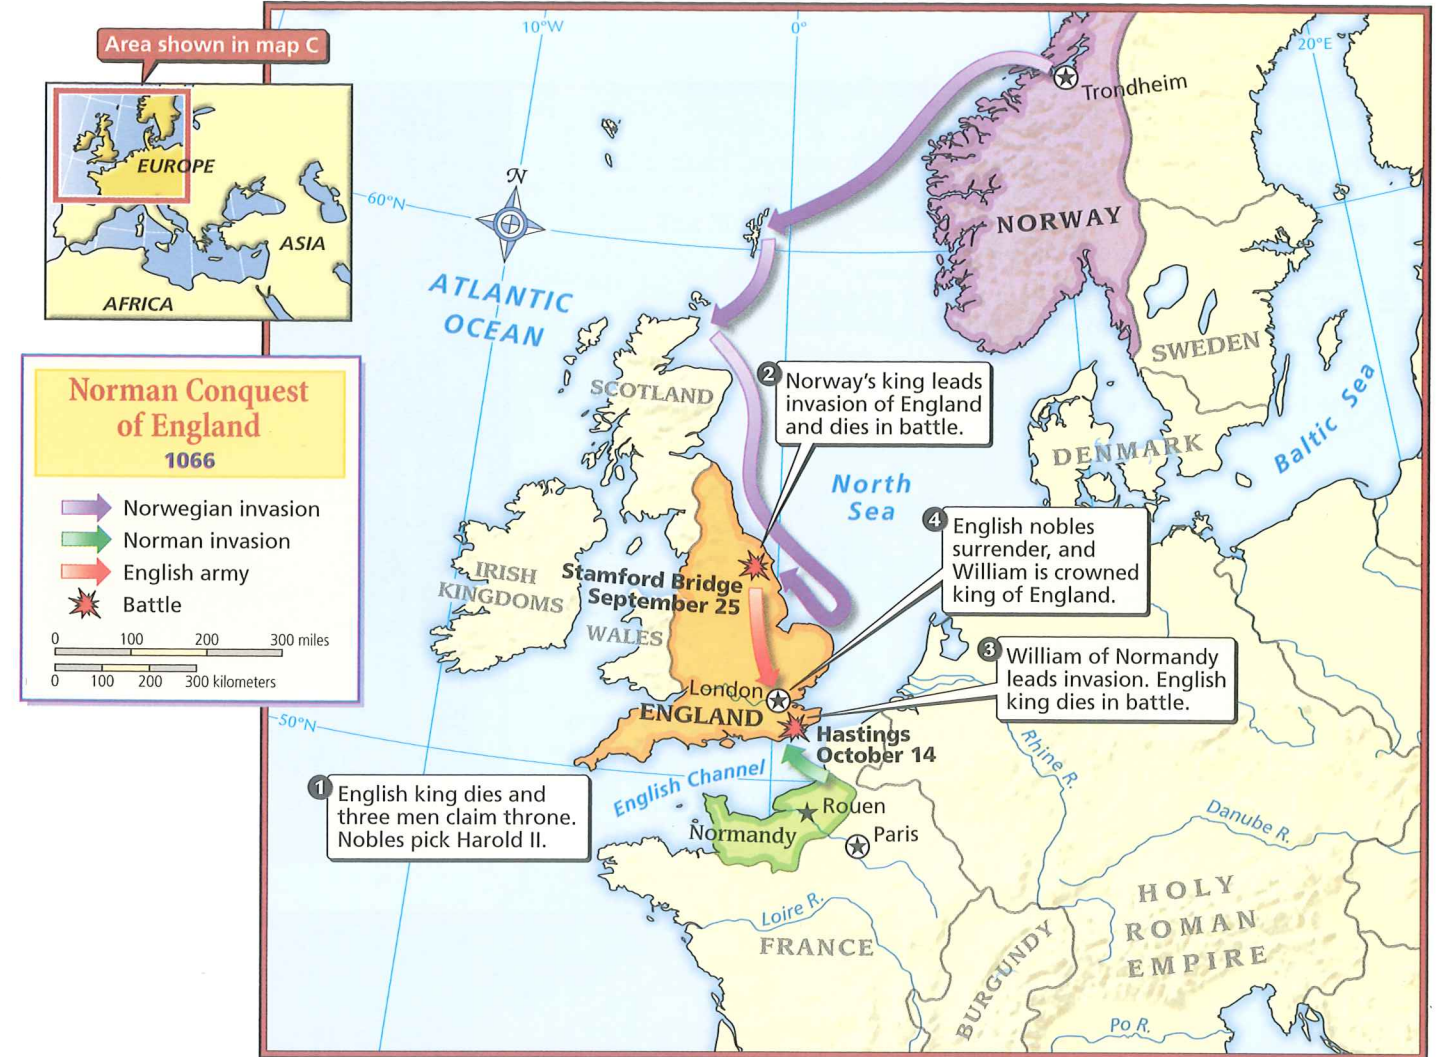 Area shown in map C
EUROPE
ASIA
AFRICA
Norman Conquest
of England
1066
Norwegian invasion
Norman invasion
English army
Battle
0 100 200 300 miles
0 100 200 300 kilometers
10°W
0°
20°E
60°N
50°N
N
Trondheim
NORWAY
ATLANTIC
OCEAN
SWEDEN
SCOTLAND
2 Norway's king leads
invasion of England
and dies in battle.
DENMARK
Baltic Sea
North
Sea
4 English nobles
surrender, and
William is crowned
king of England.
IRISH
KINGDOMS
Stamford Bridge
September 25
WALES
3 William of Normandy
leads invasion. English
king dies in battle.
London
ENGLAND
Hastings
October 14
English Channel
Rhine R.
1 English king dies and
three men claim throne.
Nobles pick Harold II.
Rouen
Normandy
Paris
Danube R.
Loire R.
FRANCE
BURGUNDY
HOLY
ROMAN
EMPIRE
Po R.